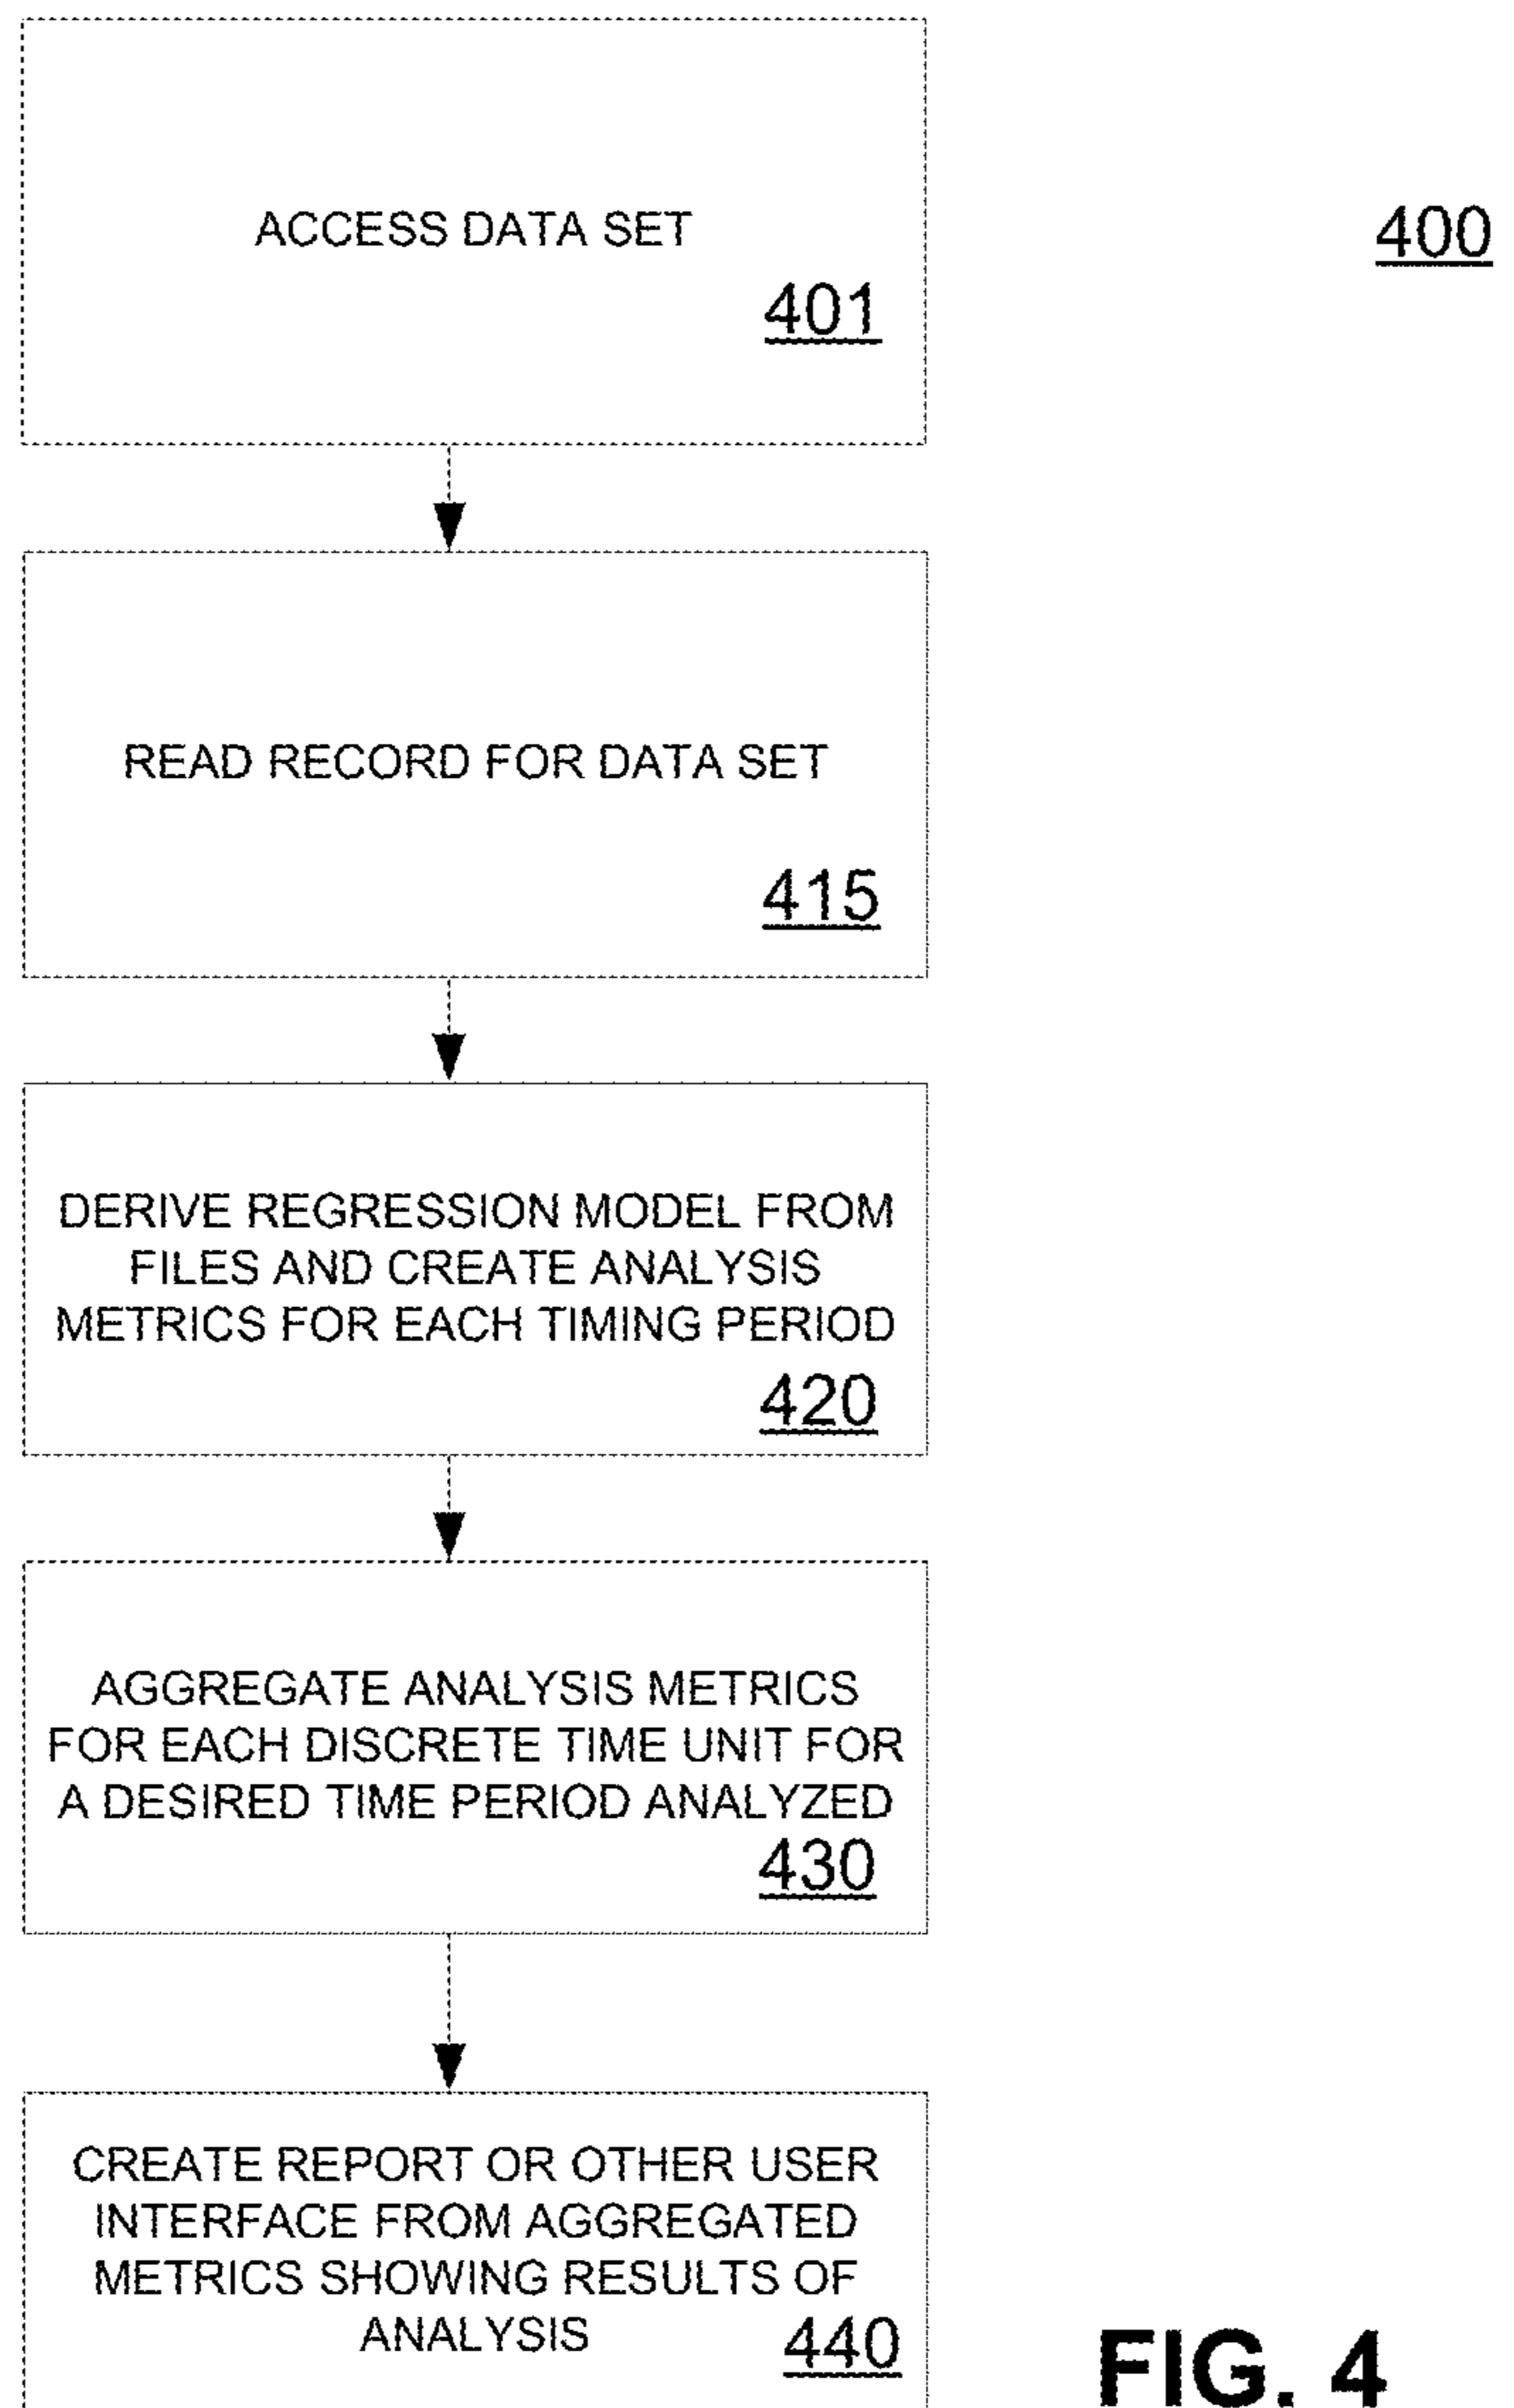 ACCESS DATA SET
400
401
READ RECORD FOR DATA SET
415
DERIVE REGRESSION MODEL FROM
FILES AND CREATE ANALYSIS
METRICS FOR EACH TIMING PERIOD
420
AGGREGATE ANALYSIS METRICS
FOR EACH DISCRETE TIME UNIT FOR
A DESIRED TIME PERIOD ANALYZED
430
CREATE REPORT OR OTHER USER
INTERFACE FROM AGGREGATED
METRICS SHOWING RESULTS OF
ANALYSIS
440
FIG. 4